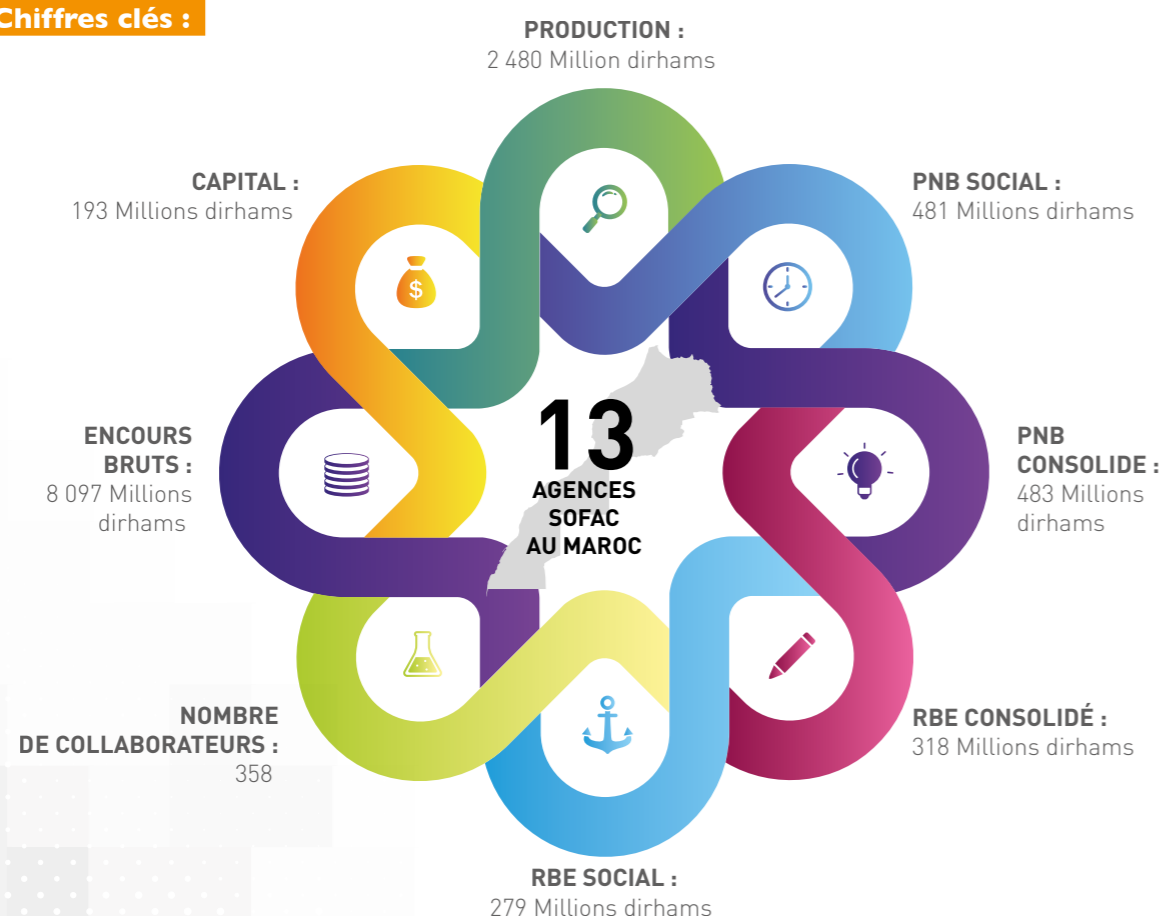 Chiffres clés :
PRODUCTION :
2 480 Million dirhams
CAPITAL :
193 Millions dirhams
PNB SOCIAL :
481 Millions dirhams
$
13
AGENCES
SOFAC
AU MAROC
ENCOURS
BRUTS :
8 097 Millions
dirhams
PNB
CONSOLIDE :
483 Millions
dirhams
NOMBRE
DE COLLABORATEURS :
358
RBE CONSOLIDÉ :
318 Millions dirhams
RBE SOCIAL :
279 Millions dirhams